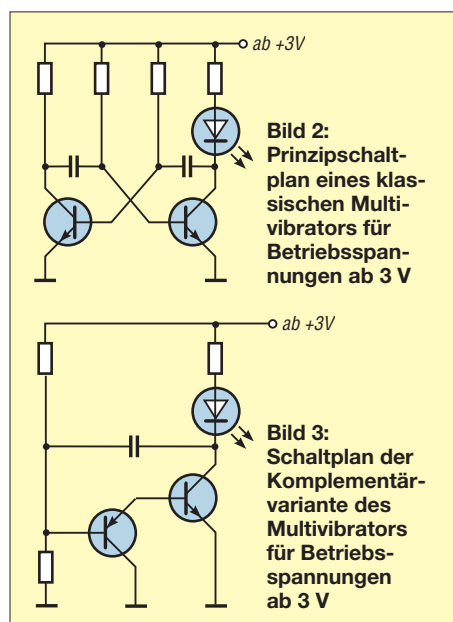 ab +3V
Bild 2:
Prinzipschalt-
plan eines klas-
sischen Multi-
vibrators für
Betriebsspan-
nungen ab 3 V
ab +3V
Bild 3:
Schaltplan der
Komplementär-
variante des
Multivibrators
für Betriebs-
spannungen
ab 3 V